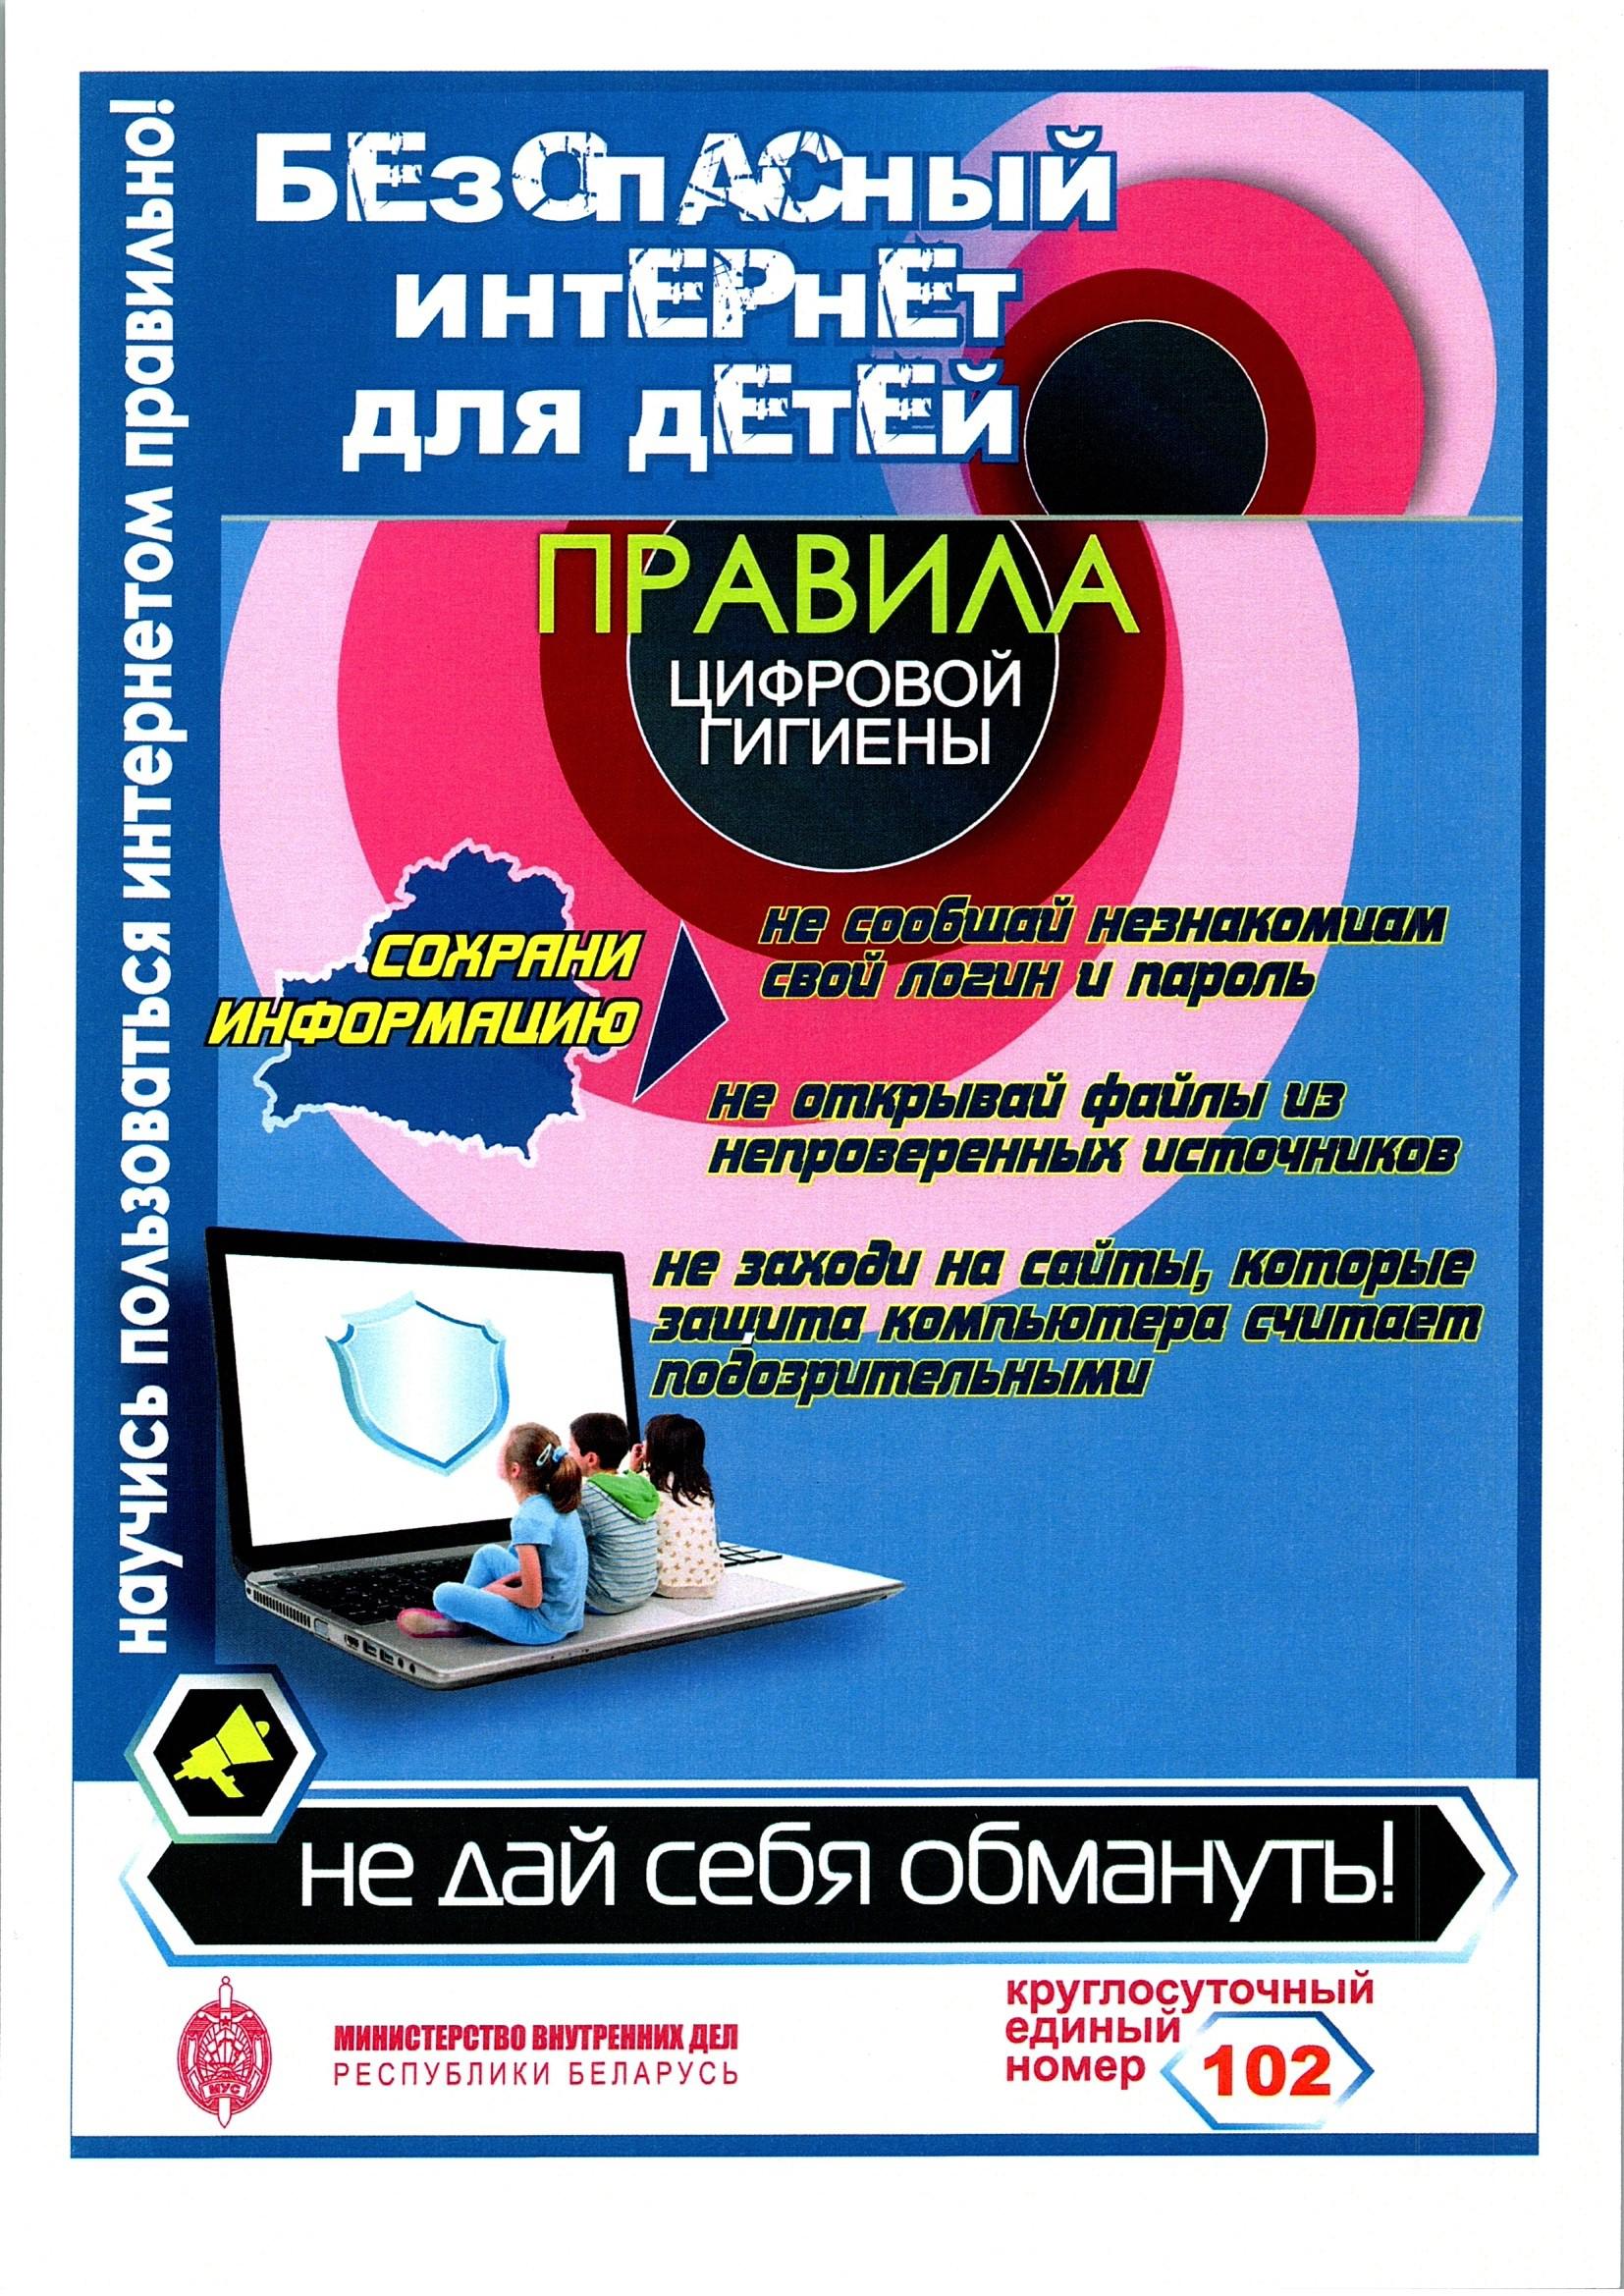 научись пользоваться интернетом правильно!
БЕзОпАСный
интЕРнЕт
для дЕтЕй
ПРАВИЛА
ЦИФРОВОЙ
ГИГИЕНЫ
СОХРАНИ
ИНФОРМАЦИЮ
не сообщай незнакомцам
свой логин и пароль
не открывай файлы из
непроверенных источников
не заходи на сайты, которые
защита компьютера считает
подозрительными
не дай себя обмануть!
МУС
МИНИСТЕРСТВО ВНУТРЕННИХ ДЕЛ
РЕСПУБЛИКИ БЕЛАРУСЬ
круглосуточный
единый
номер 102